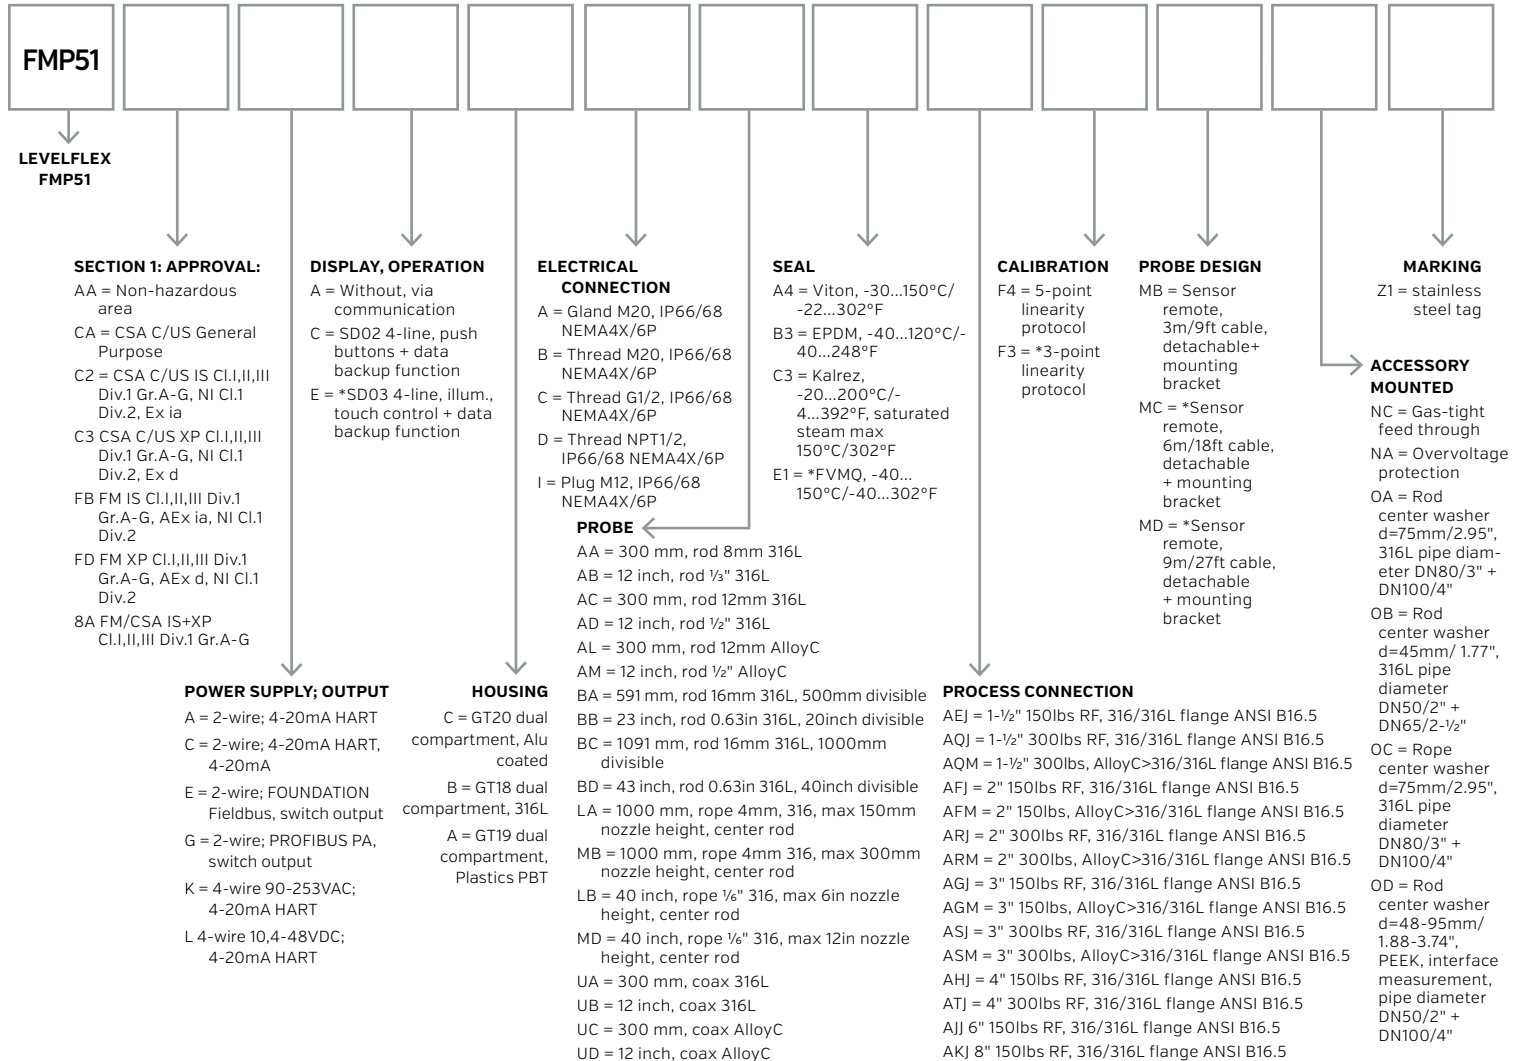 FMP51
LEVELFLEX
FMP51
SECTION 1: APPROVAL:
AA = Non-hazardous
area
CA = CSA C/US General
Purpose
C2 = CSA C/US IS Cl.I,II,III
Div.1 Gr.A-G, NI Cl.1
Div.2, Ex ia
C3 CSA C/US XP Cl.I,II,III
Div.1 Gr.A-G, NI Cl.1
Div.2, Ex d
FB FM IS Cl.I,II,III Div.1
Gr.A-G, AEx ia, NI Cl.1
Div.2
FD FM XP Cl.I,II,III Div.1
Gr.A-G, AEx d, NI Cl.1
Div.2
8A FM/CSA IS+XP
Cl.I,II,III Div.1 Gr.A-G
POWER SUPPLY; OUTPUT
A = 2-wire; 4-20mA HART
C = 2-wire; 4-20mA HART,
4-20mA
E = 2-wire; FOUNDATION
Fieldbus, switch output
G = 2-wire; PROFIBUS PA,
switch output
K = 4-wire 90-253VAC;
4-20mA HART
L 4-wire 10,4-48VDC;
4-20mA HART
DISPLAY, OPERATION
A = Without, via
communication
C = SD02 4-line, push
buttons + data
backup function
E = *SD03 4-line, illum.,
touch control + data
backup function
HOUSING
C = GT20 dual
compartment, Alu
coated
B = GT18 dual
compartment, 316L
A = GT19 dual
compartment,
Plastics PBT
ELECTRICAL
CONNECTION
A = Gland M20, IP66/68
NEMA4X/6P
B = Thread M20, IP66/68
NEMA4X/6P
C = Thread G1/2, IP66/68
NEMA4X/6P
D = Thread NPT1/2,
IP66/68 NEMA4X/6P
I = Plug M12, IP66/68
NEMA4X/6P
PROBE
AA = 300 mm, rod 8mm 316L
AB = 12 inch, rod ⅓" 316L
AC = 300 mm, rod 12mm 316L
AD = 12 inch, rod ½" 316L
AL = 300 mm, rod 12mm AlloyC
AM = 12 inch, rod ½" AlloyC
BA = 591 mm, rod 16mm 316L, 500mm divisible
BB = 23 inch, rod 0.63in 316L, 20inch divisible
BC = 1091 mm, rod 16mm 316L, 1000mm
divisible
BD = 43 inch, rod 0.63in 316L, 40inch divisible
LA = 1000 mm, rope 4mm, 316, max 150mm
nozzle height, center rod
MB = 1000 mm, rope 4mm 316, max 300mm
nozzle height, center rod
LB = 40 inch, rope ⅙" 316, max 6in nozzle
height, center rod
MD = 40 inch, rope ⅙" 316, max 12in nozzle
height, center rod
UA = 300 mm, coax 316L
UB = 12 inch, coax 316L
UC = 300 mm, coax AlloyC
UD = 12 inch, coax AlloyC
SEAL
A4 = Viton, -30...150°C/
-22...302°F
B3 = EPDM, -40...120°C/-
40...248°F
C3 = Kalrez,
-20...200°C/-
4...392°F, saturated
steam max
150°C/302°F
E1 = *FVMQ, -40...
150°C/-40...302°F
PROCESS CONNECTION
AEJ = 1-½" 150lbs RF, 316/316L flange ANSI B16.5
AQJ = 1-½" 300lbs RF, 316/316L flange ANSI B16.5
AQM = 1-½" 300lbs, AlloyC>316/316L flange ANSI B16.5
AFJ = 2" 150lbs RF, 316/316L flange ANSI B16.5
AFM = 2" 150lbs, AlloyC>316/316L flange ANSI B16.5
ARJ = 2" 300lbs RF, 316/316L flange ANSI B16.5
ARM = 2" 300lbs, AlloyC>316/316L flange ANSI B16.5
AGJ = 3" 150lbs RF, 316/316L flange ANSI B16.5
AGM = 3" 150lbs, AlloyC>316/316L flange ANSI B16.5
ASJ = 3" 300lbs RF, 316/316L flange ANSI B16.5
ASM = 3" 300lbs, AlloyC>316/316L flange ANSI B16.5
AHJ = 4" 150lbs RF, 316/316L flange ANSI B16.5
ATJ = 4" 300lbs RF, 316/316L flange ANSI B16.5
AJJ 6" 150lbs RF, 316/316L flange ANSI B16.5
AKJ 8" 150lbs RF, 316/316L flange ANSI B16.5
CALIBRATION
F4 = 5-point
linearity
protocol
F3 = *3-point
linearity
protocol
PROBE DESIGN
MB = Sensor
remote,
3m/9ft cable,
detachable+
mounting
bracket
MC = *Sensor
remote,
6m/18ft cable,
detachable
+ mounting
bracket
MD = *Sensor
remote,
9m/27ft cable,
detachable
+ mounting
bracket
MARKING
Z1 = stainless
steel tag
ACCESSORY
MOUNTED
NC = Gas-tight
feed through
NA = Overvoltage
protection
OA = Rod
center washer
d=75mm/2.95",
316L pipe diam-
eter DN80/3" +
DN100/4"
OB = Rod
center washer
d=45mm/ 1.77",
316L pipe
diameter
DN50/2" +
DN65/2-½"
OC = Rope
center washer
d=75mm/2.95",
316L pipe
diameter
DN80/3" +
DN100/4"
OD = Rod
center washer
d=48-95mm/
1.88-3.74",
PEEK, interface
measurement,
pipe diameter
DN50/2" +
DN100/4"